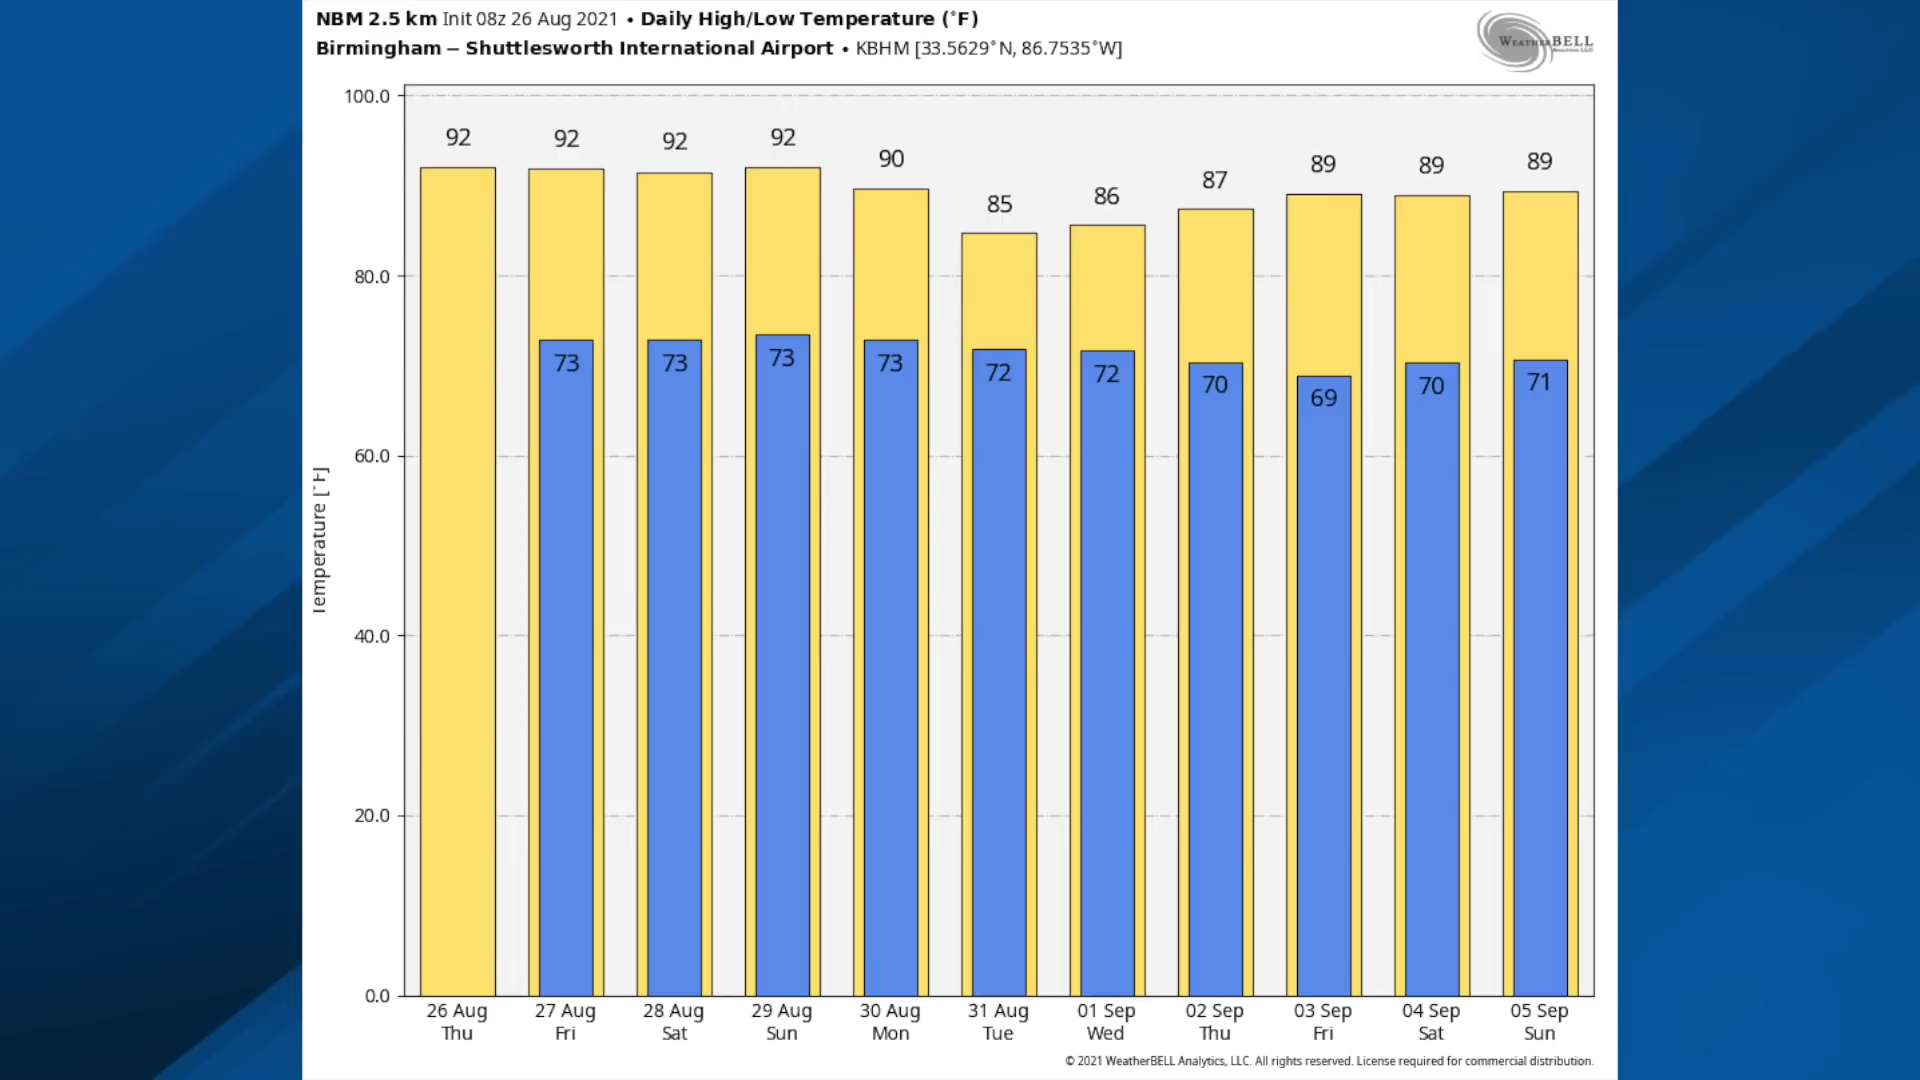 NBM 2.5 km Init 08z 26 Aug 2021 • Daily High/Low Temperature (°F)
Birmingham – Shuttlesworth International Airport • KBHM [33.5629°N, 86.7535°W]
WEATHERBELL
100.0
80.0
60.0
40.0
20.0
0.0
Temperature [°F]
92 92 92 92 90 85 86 87 89 89 89
73 73 73 73 72 72 70 69 70 71
26 Aug 27 Aug 28 Aug 29 Aug 30 Aug 31 Aug 01 Sep 02 Sep 03 Sep 04 Sep 05 Sep
Thu Fri Sat Sun Mon Tue Wed Thu Fri Sat Sun
© 2021 WeatherBELL Analytics, LLC. All rights reserved. License required for commercial distribution.